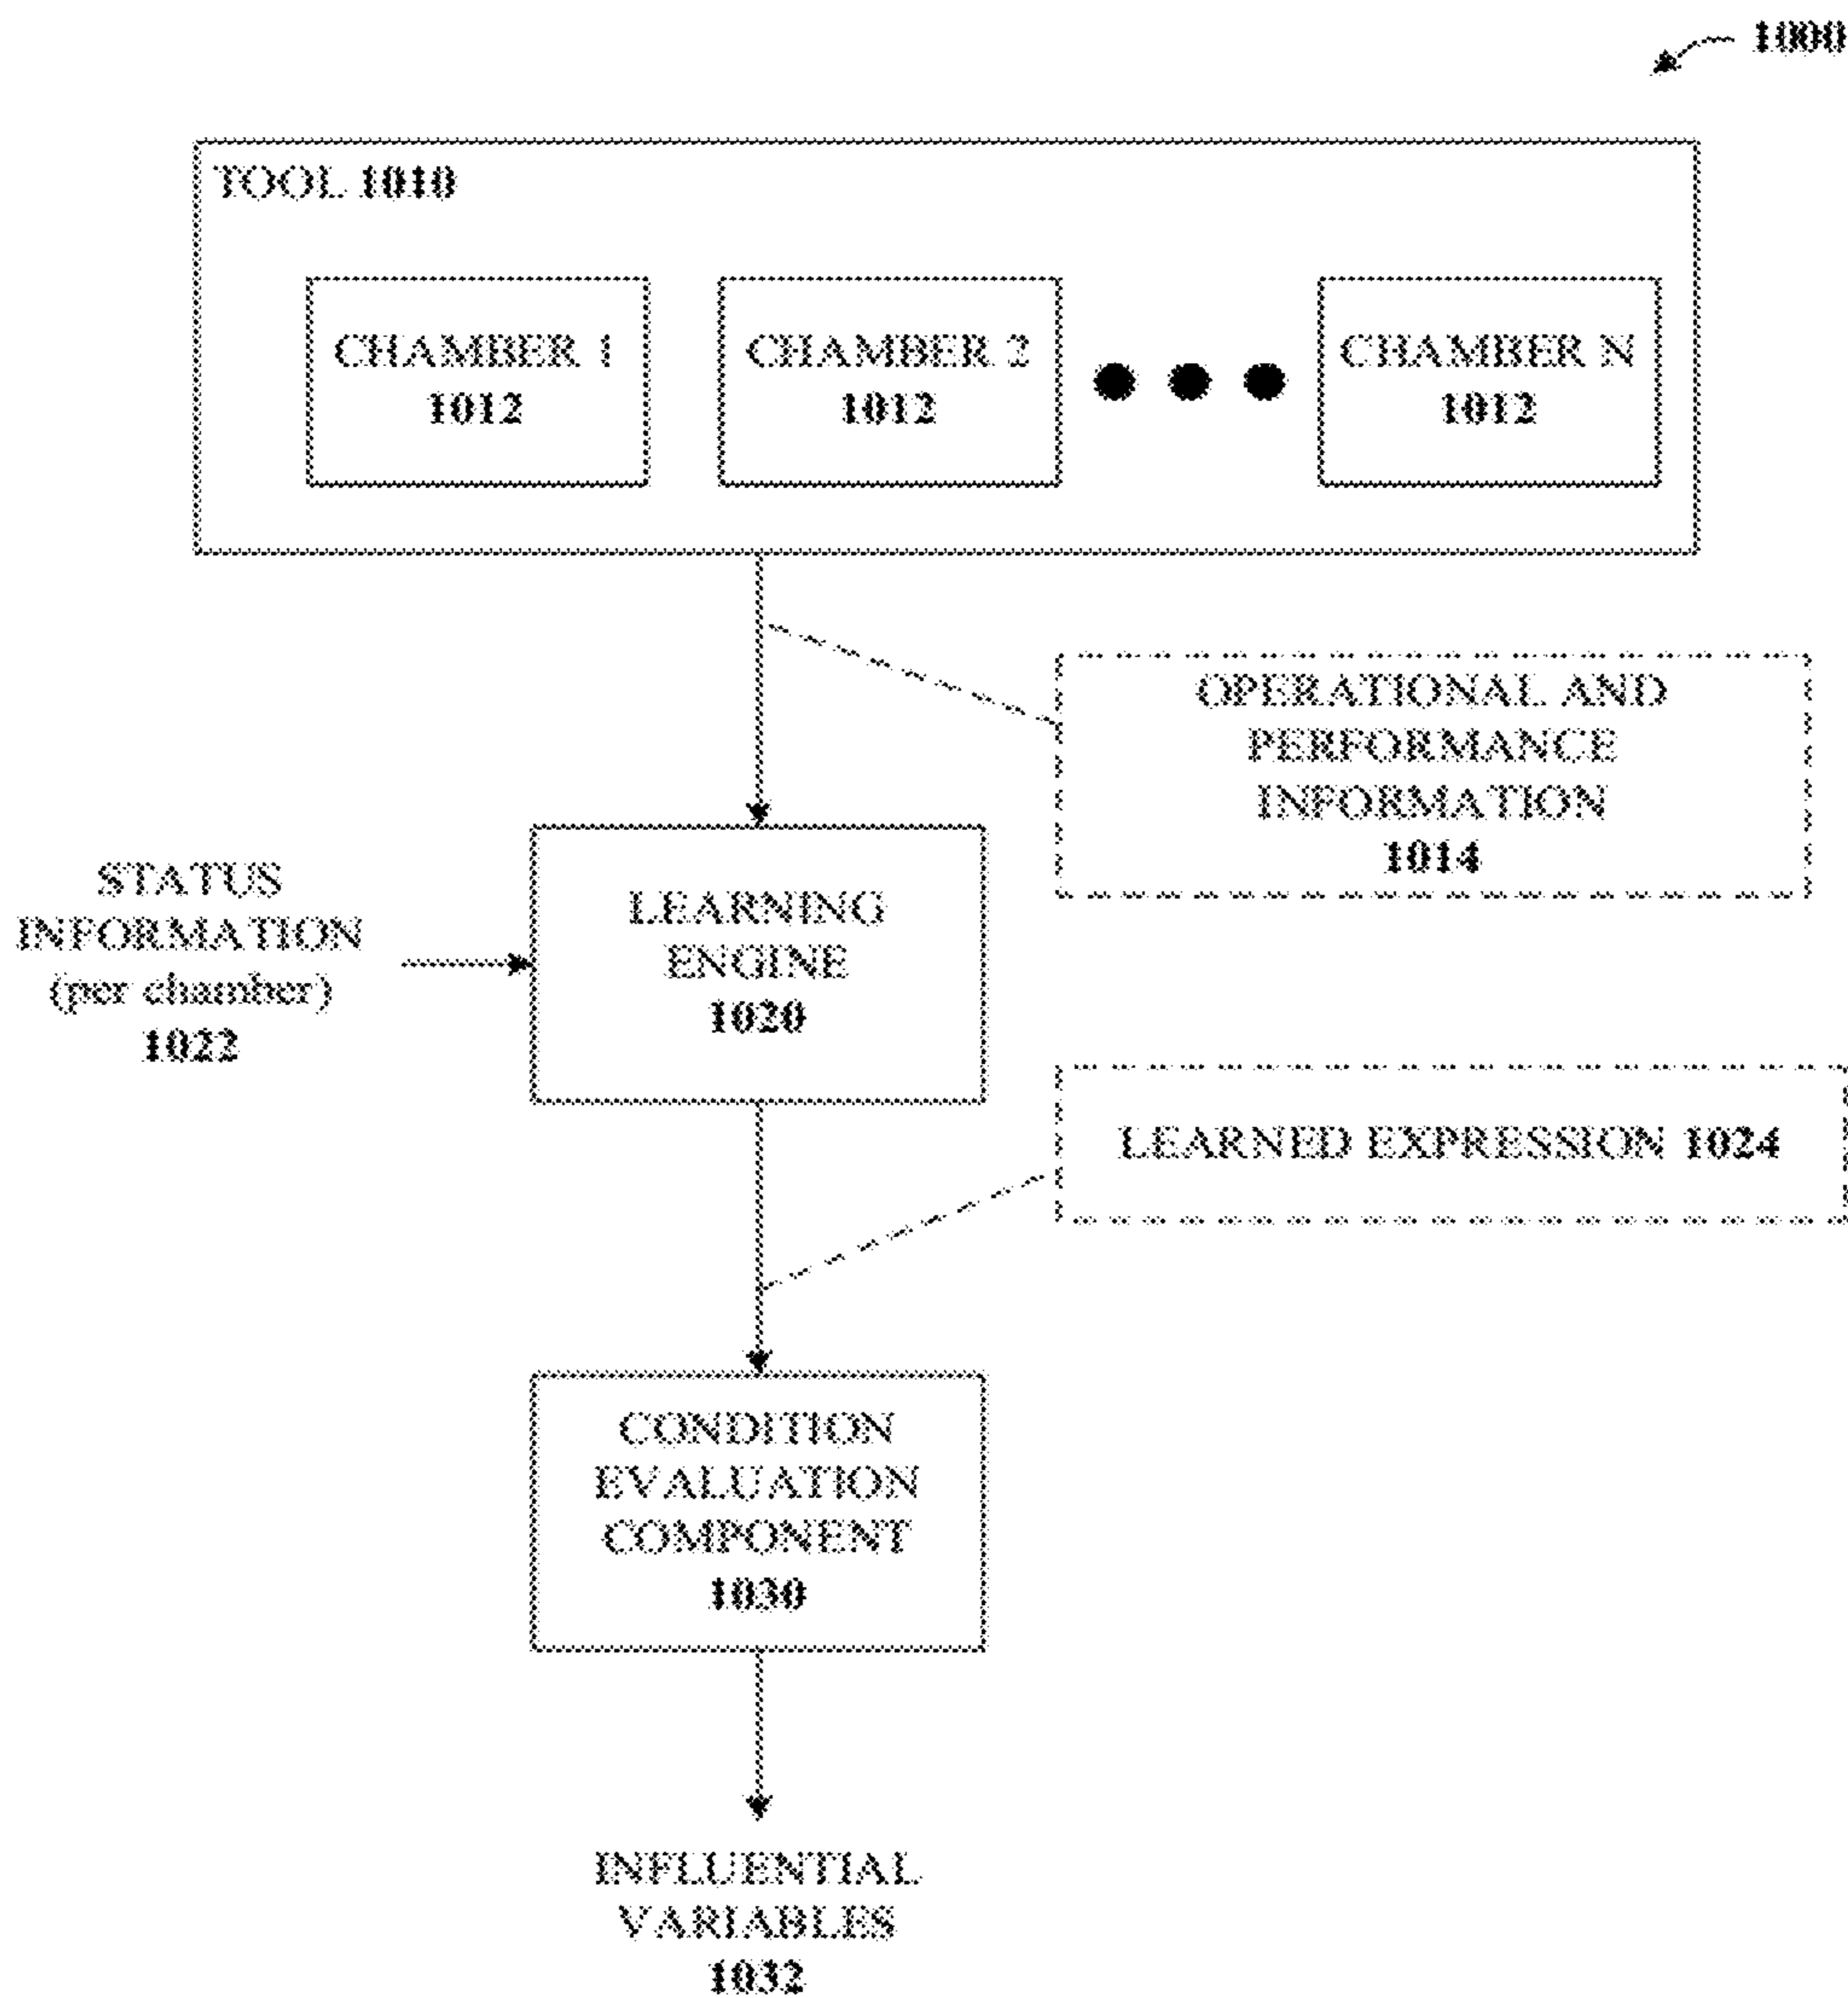 1000
TOOL 1010
CHAMBER 1
1012
CHAMBER 2
1012
CHAMBER N
1012
OPERATIONAL AND
PERFORMANCE
INFORMATION
1014
STATUS
INFORMATION
(per chamber)
1022
LEARNING
ENGINE
1020
LEARNED EXPRESSION 1024
CONDITION
EVALUATION
COMPONENT
1030
INFLUENTIAL
VARIABLES
1032